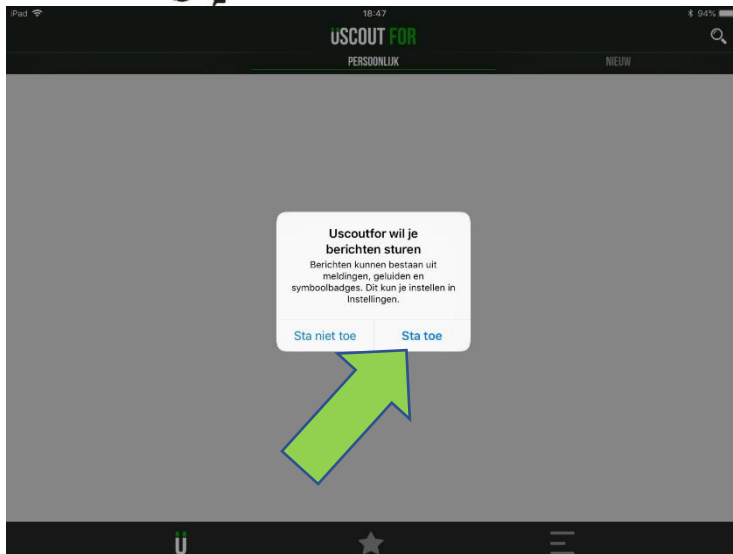 iPad 18:47 94%
ÜSCOUT FOR
PERSOONLIJK NIEUW
Uscoutfor wil je
berichten sturen
Berichten kunnen bestaan uit
meldingen, geluiden en
symboolbadges. Dit kun je instellen in
Instellingen.
Sta niet toe Sta toe
Ü